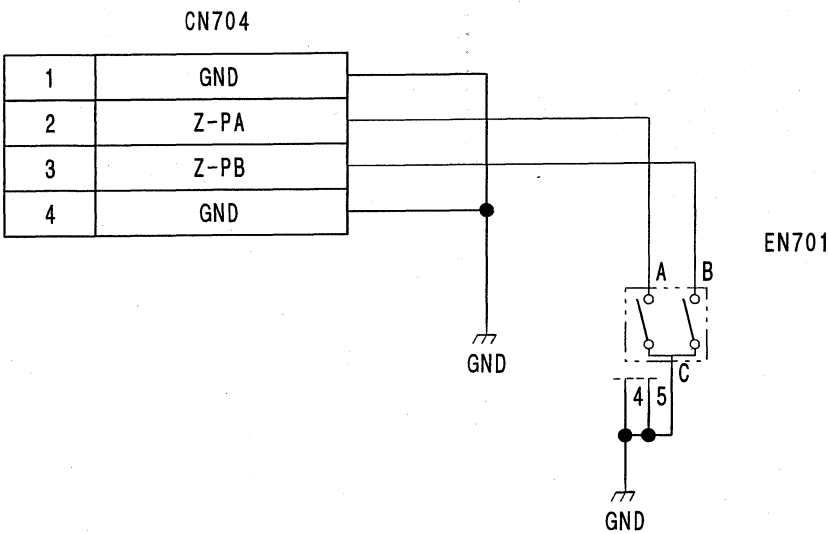 CN704
1 GND
2 Z-PA
3 Z-PB
4 GND
EN701
A B
GND
C
4 5
GND